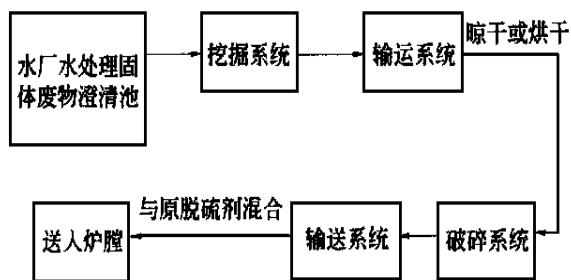 水厂水处理固
体废物澄清池
挖掘系统
输运系统
晾干或烘干
破碎系统
输送系统
与原脱硫剂混合
送人炉膛